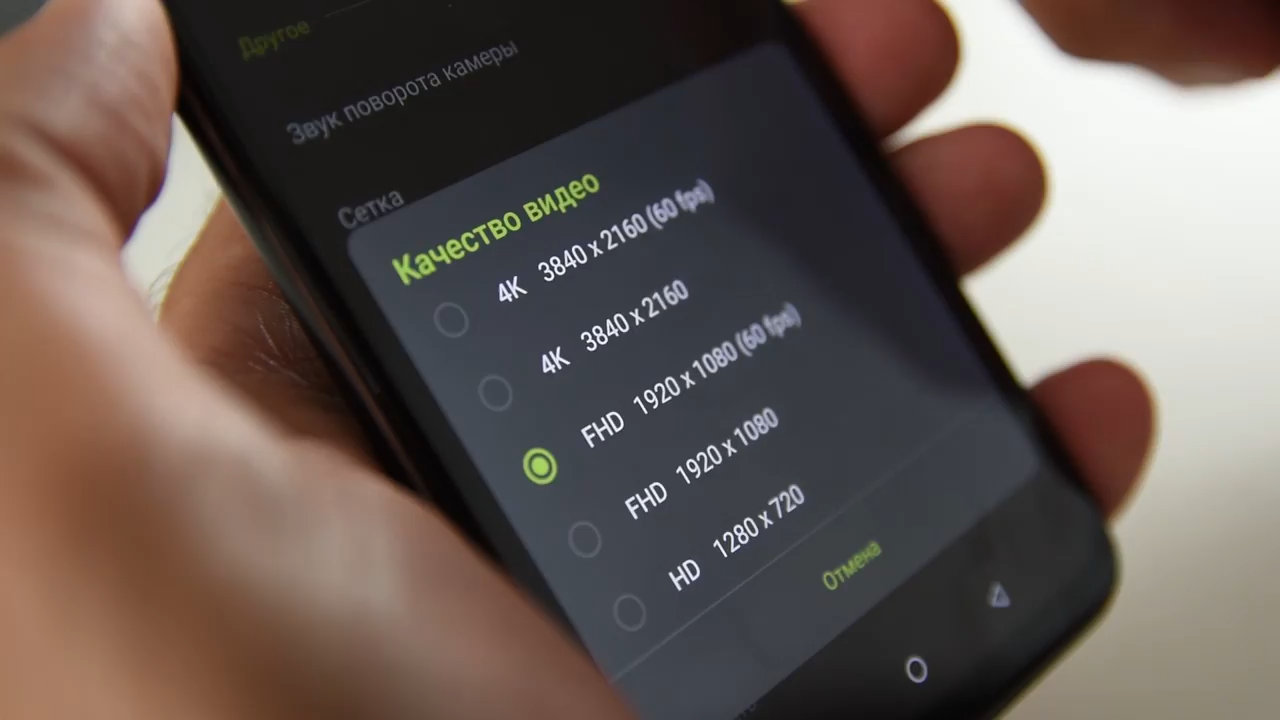 Другое
Звук поворота камеры
Сетка
Качество видео
4K 3840 x 2160 (60 fps)
4K 3840 x 2160
FHD 1920 x 1080 (60 fps)
FHD 1920 x 1080
HD 1280 x 720
Отмена